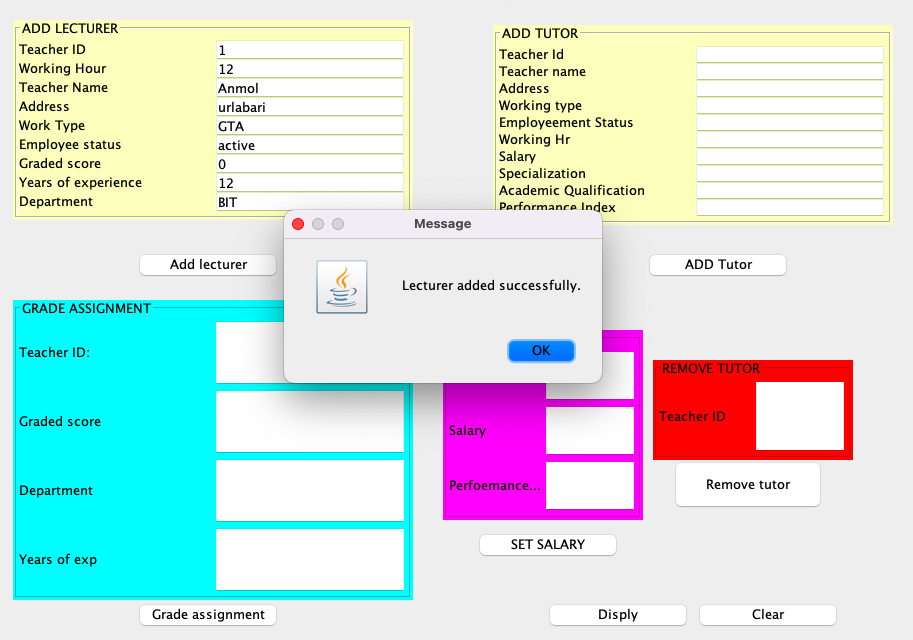 ADD LECTURER
Teacher ID 1
Working Hour 12
Teacher Name Anmol
Address urlabari
Work Type GTA
Employee status active
Graded score 0
Years of experience 12
Department BIT
Add lecturer
ADD TUTOR
Teacher Id
Teacher name
Address
Working type
Employeement Status
Working Hr
Salary
Specialization
Academic Qualification
Performance Index
ADD Tutor
Message
Lecturer added successfully.
OK
GRADE ASSIGNMENT
Teacher ID:
Graded score
Department
Years of exp
Grade assignment
Salary
Perfoemance...
SET SALARY
REMOVE TUTOR
Teacher ID
Remove tutor
Disply
Clear